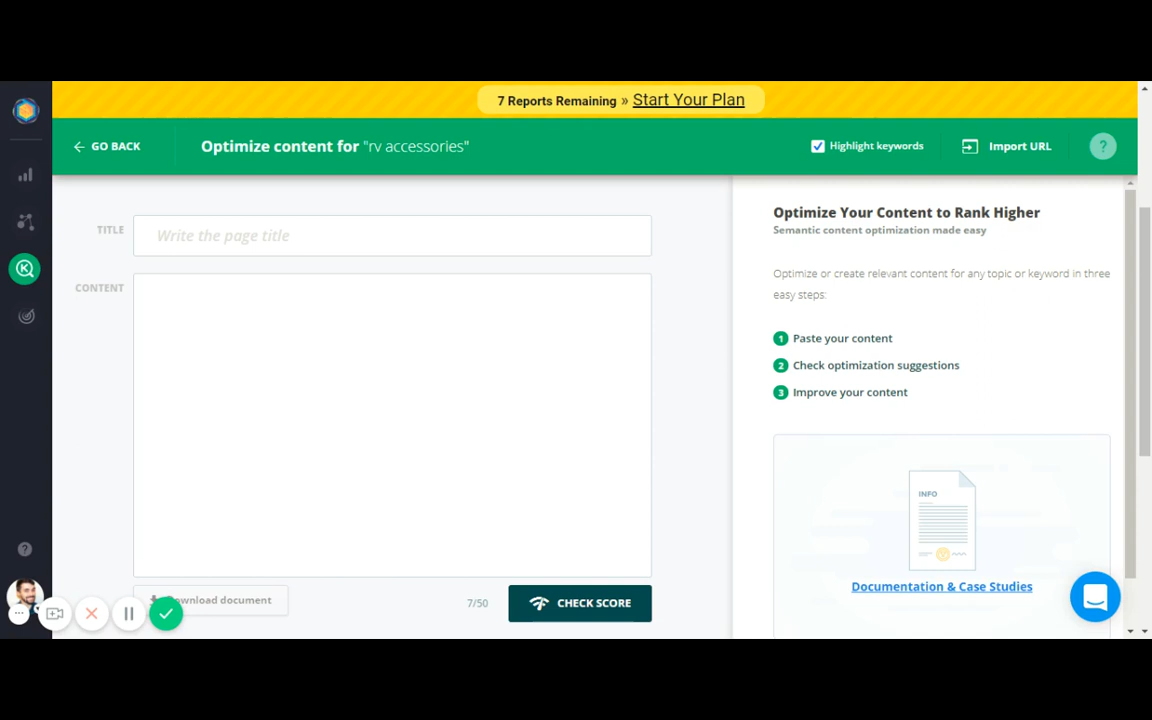 7 Reports Remaining » Start Your Plan
GO BACK
Optimize content for "rv accessories"
Highlight keywords
Import URL
?
TITLE
Write the page title
CONTENT
Download document
7/50
CHECK SCORE
Optimize Your Content to Rank Higher
Semantic content optimization made easy
Optimize or create relevant content for any topic or keyword in three
easy steps:
1 Paste your content
2 Check optimization suggestions
3 Improve your content
INFO
Documentation & Case Studies
K
?